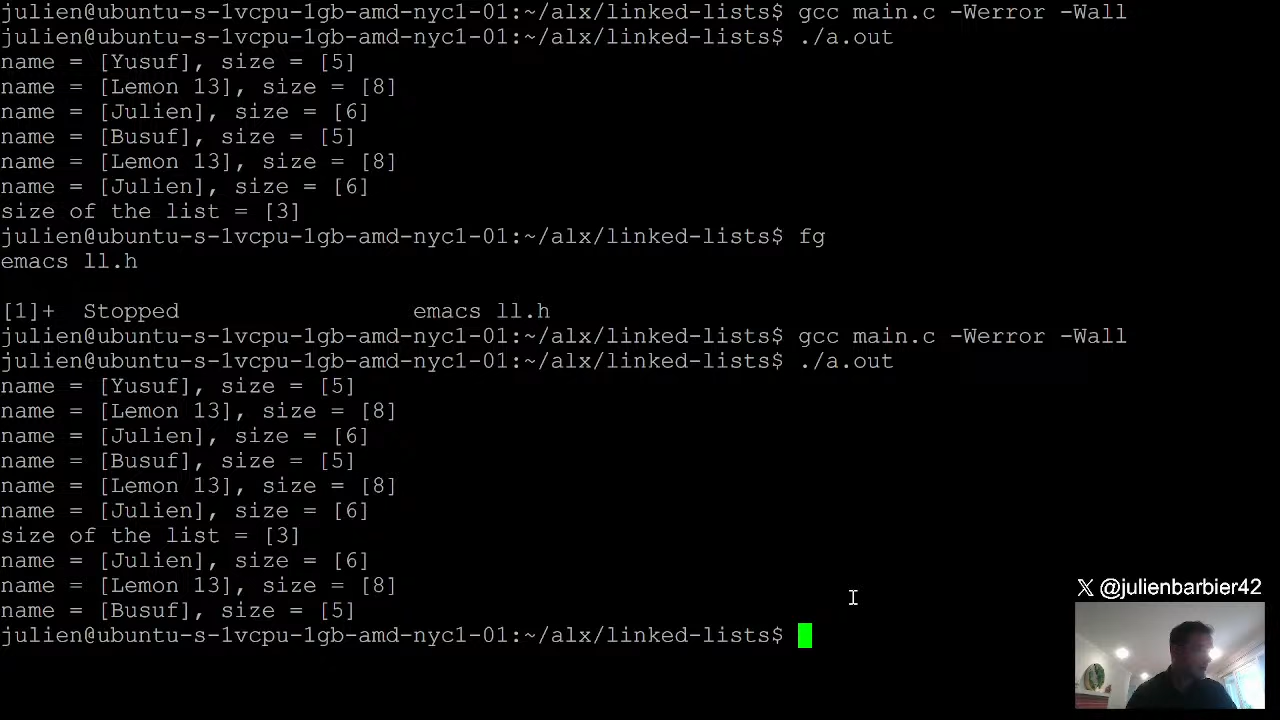 julien@ubuntu-s-1vcpu-1gb-amd-nyc1-01:~/alx/linked-lists$ gcc main.c -Werror -Wall
julien@ubuntu-s-1vcpu-1gb-amd-nyc1-01:~/alx/linked-lists$ ./a.out
name = [Yusuf], size = [5]
name = [Lemon 13], size = [8]
name = [Julien], size = [6]
name = [Busuf], size = [5]
name = [Lemon 13], size = [8]
name = [Julien], size = [6]
size of the list = [3]
julien@ubuntu-s-1vcpu-1gb-amd-nyc1-01:~/alx/linked-lists$ fg
emacs ll.h
[1]+  Stopped                 emacs ll.h
julien@ubuntu-s-1vcpu-1gb-amd-nyc1-01:~/alx/linked-lists$ gcc main.c -Werror -Wall
julien@ubuntu-s-1vcpu-1gb-amd-nyc1-01:~/alx/linked-lists$ ./a.out
name = [Yusuf], size = [5]
name = [Lemon 13], size = [8]
name = [Julien], size = [6]
name = [Busuf], size = [5]
name = [Lemon 13], size = [8]
name = [Julien], size = [6]
size of the list = [3]
name = [Julien], size = [6]
name = [Lemon 13], size = [8]
name = [Busuf], size = [5]
julien@ubuntu-s-1vcpu-1gb-amd-nyc1-01:~/alx/linked-lists$
X @julienbarbier42